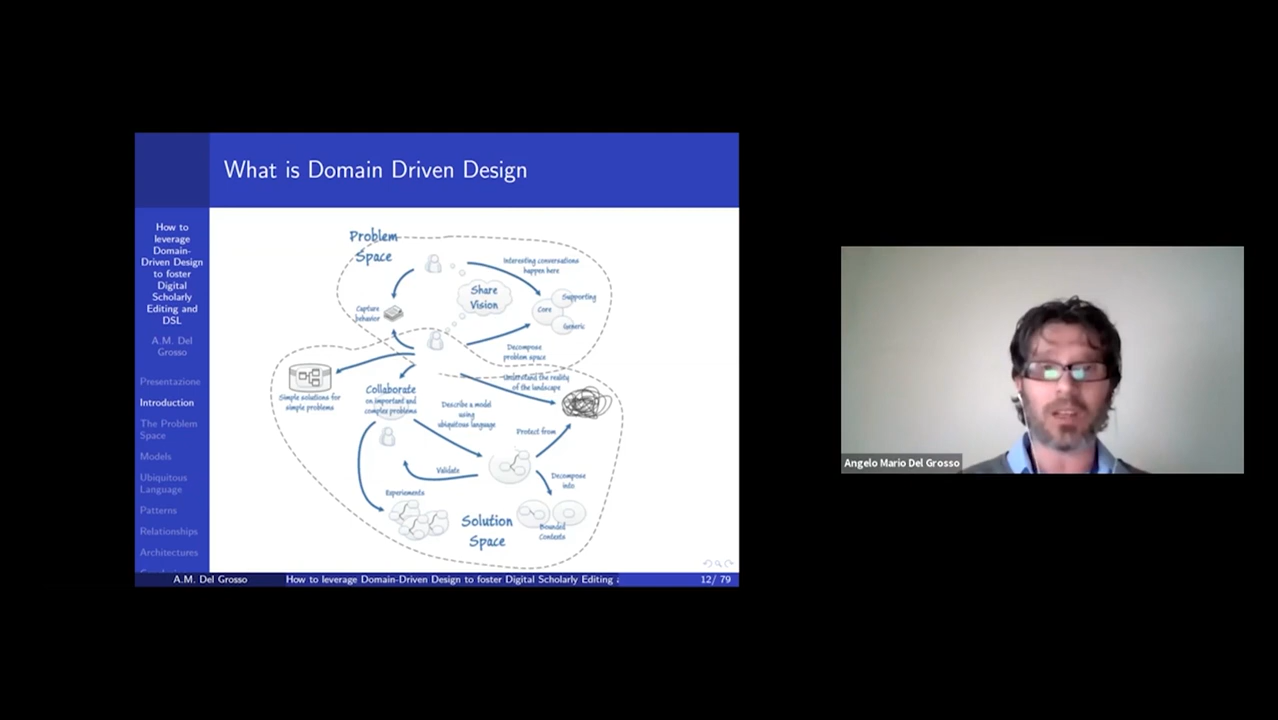 What is Domain Driven Design
How to
leverage
Domain-
Driven Design
to foster
Digital
Scholarly
Editing and
DSL
A.M. Del
Grosso
Presentazione
Introduction
The Problem
Space
Models
Ubiquitous
Language
Patterns
Relationships
Architectures
Problem
Space
Interesting conversations
happen here
Share
Vision
Supporting
Core
Generic
Capture
behavior
Decompose
problem space
Understand the reality
of the landscape
Simple solutions for
simple problems
Collaborate
on important and
complex problems
Describe a model
using
ubiquitous language
Protect from
Validate
Decompose
into
Experiements
Solution
Space
Bounded
Contexts
A.M. Del Grosso
How to leverage Domain-Driven Design to foster Digital Scholarly Editing
12/ 79
Angelo Mario Del Grosso